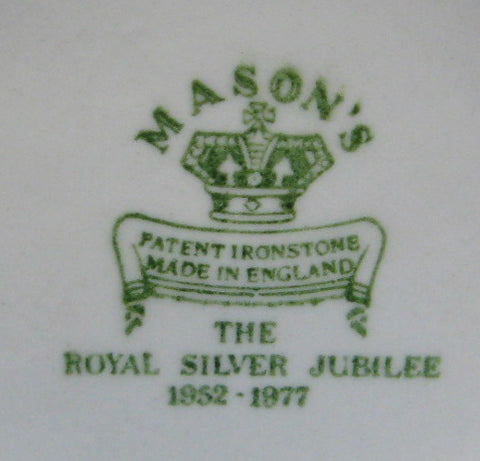 MASON'S
PATENT IRONSTONE
MADE IN ENGLAND
THE
ROYAL SILVER JUBILEE
1952 - 1977